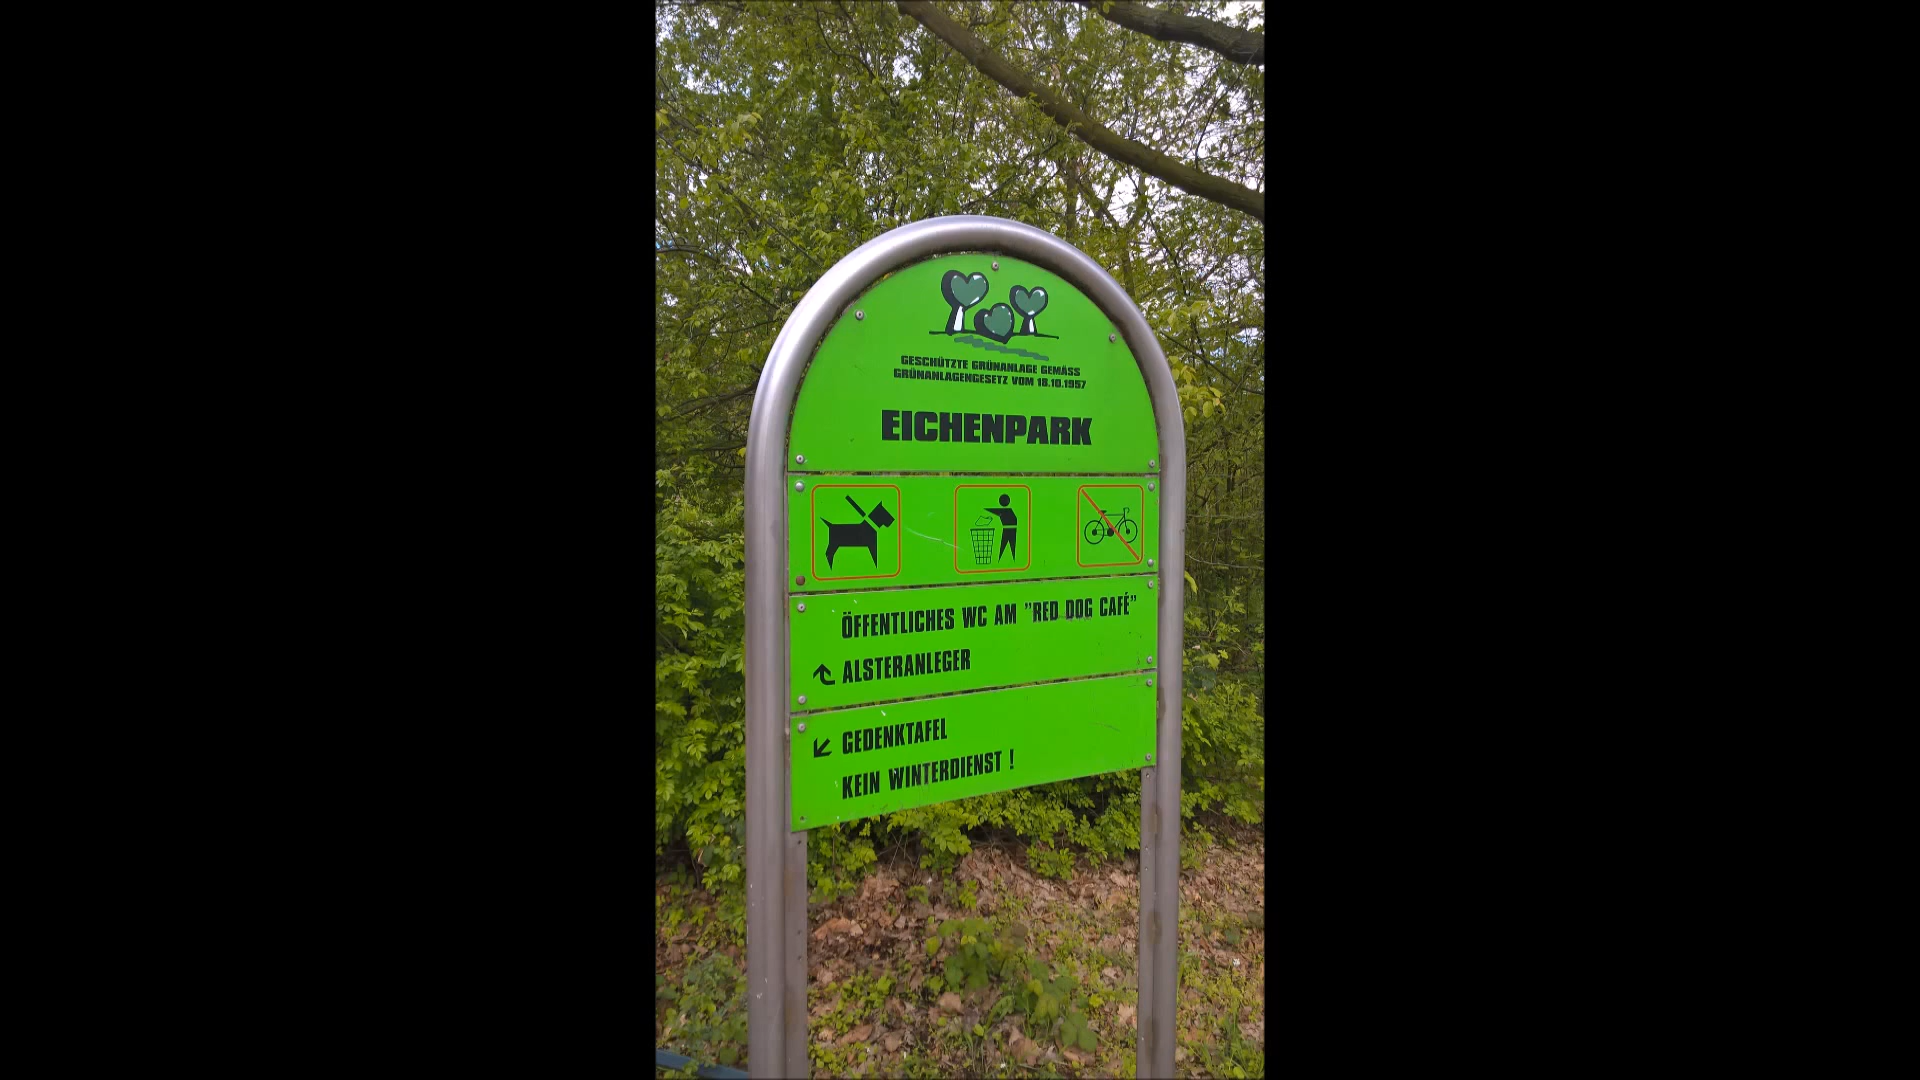 GESCHÜTZTE GRÜNANLAGE GEMÄSS
GRÜNANLAGENGESETZ VOM 18.10.1957
EICHENPARK
ÖFFENTLICHES WC AM "RED DOG CAFÉ"
ALSTERANLEGER
GEDENKTAFEL
KEIN WINTERDIENST !